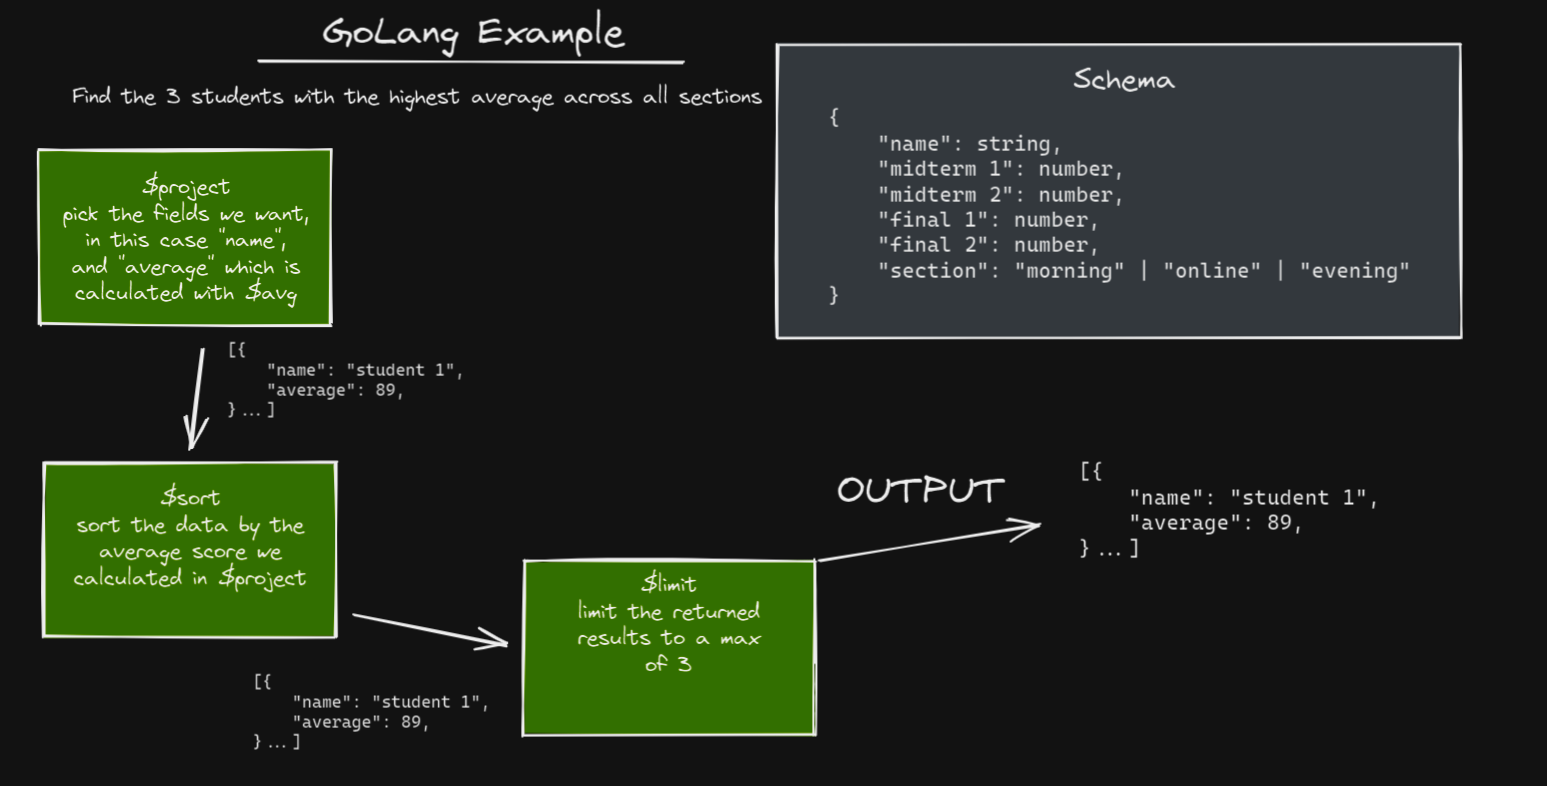 GoLang Example
Find the 3 students with the highest average across all sections
Schema
{
"name": string,
"midterm 1": number,
"midterm 2": number,
"final 1": number,
"final 2": number,
"section": "morning" | "online" | "evening"
}
$project
pick the fields we want,
in this case "name",
and "average" which is
calculated with $avg
[{
"name": "student 1",
"average": 89,
} ... ]
$sort
sort the data by the
average score we
calculated in $project
[{
"name": "student 1",
"average": 89,
} ... ]
$limit
limit the returned
results to a max
of 3
OUTPUT
[{
"name": "student 1",
"average": 89,
} ... ]